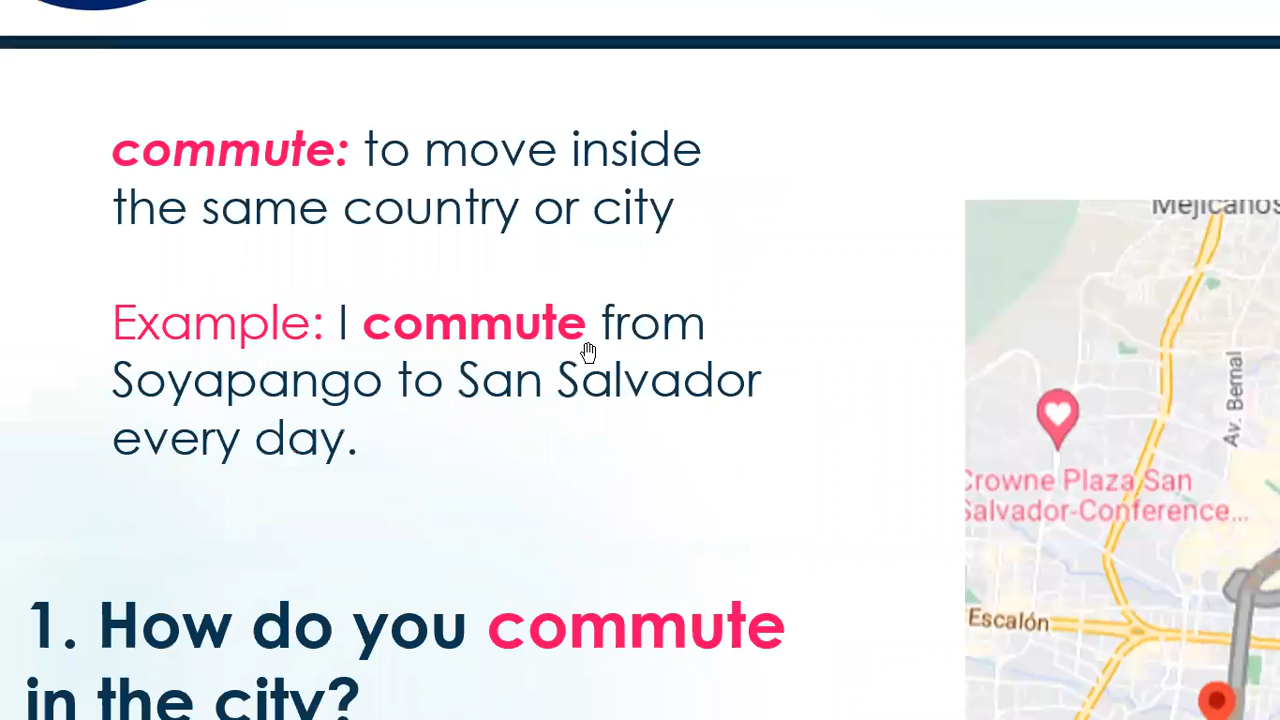 commute: to move inside
the same country or city
Example: I commute from
Soyapango to San Salvador
every day.
1. How do you commute
in the city?
Mejicanos
Av. Bernal
Crowne Plaza San
Salvador-Conference...
Escalón